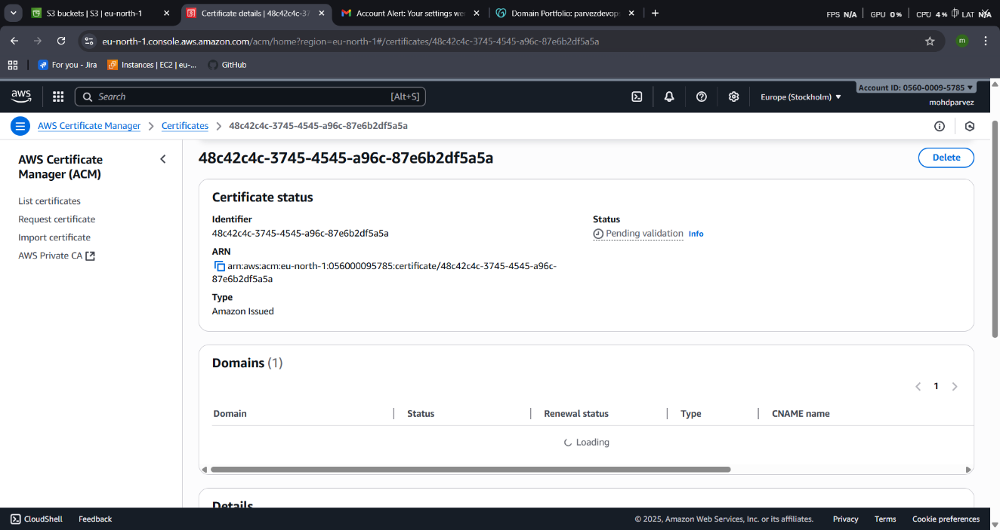 S3 buckets | S3 | eu-north-1
Certificate details | 48c42c4c-37
Account Alert: Your settings we
Domain Portfolio: parvezdevop
FPS N/A
GPU 0%
CPU 4%
LAT N/A
eu-north-1.console.aws.amazon.com/acm/home?region=eu-north-1#/certificates/48c42c4c-3745-4545-a96c-87e6b2df5a5a
m
For you - Jira
Instances | EC2 | eu-...
GitHub
aws
Search
[Alt+S]
Europe (Stockholm)
Account ID: 0560-0009-5785
mohdparvez
AWS Certificate Manager
Certificates
48c42c4c-3745-4545-a96c-87e6b2df5a5a
AWS Certificate
Manager (ACM)
List certificates
Request certificate
Import certificate
AWS Private CA
48c42c4c-3745-4545-a96c-87e6b2df5a5a
Delete
Certificate status
Identifier
48c42c4c-3745-4545-a96c-87e6b2df5a5a
Status
Pending validation
Info
ARN
arn:aws:acm:eu-north-1:056000095785:certificate/48c42c4c-3745-4545-a96c-
87e6b2df5a5a
Type
Amazon Issued
Domains (1)
1
Domain
Status
Renewal status
Type
CNAME name
Loading
Details
CloudShell
Feedback
© 2025, Amazon Web Services, Inc. or its affiliates.
Privacy
Terms
Cookie preferences